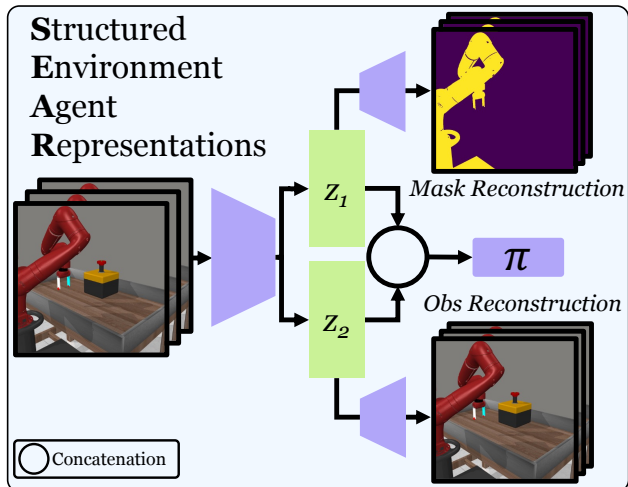 Structured
Environment
Agent
Representations
z1
Mask Reconstruction
π
Obs Reconstruction
z2
Concatenation